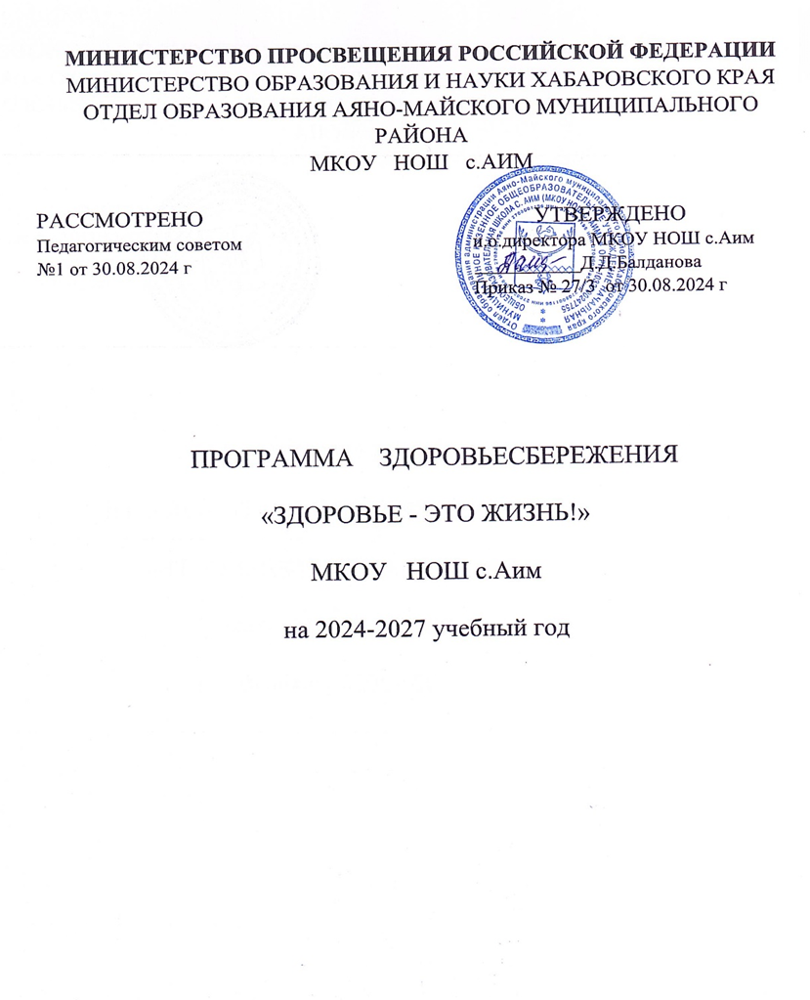 МИНИСТЕРСТВО ПРОСВЕЩЕНИЯ РОССИЙСКОЙ ФЕДЕРАЦИИ
МИНИСТЕРСТВО ОБРАЗОВАНИЯ И НАУКИ ХАБАРОВСКОГО КРАЯ
ОТДЕЛ ОБРАЗОВАНИЯ АЯНО-МАЙСКОГО МУНИЦИПАЛЬНОГО
РАЙОНА
МКОУ НОШ с.АИМ
РАССМОТРЕНО
Педагогическим советом
№1 от 30.08.2024 г
УТВЕРЖДЕНО
и.о.директора МКОУ НОШ с.Аим
Д.Д.Балданова
Приказ № 27/3 от 30.08.2024 г
ПРОГРАММА ЗДОРОВЬЕСБЕРЕЖЕНИЯ
«ЗДОРОВЬЕ - ЭТО ЖИЗНЬ!»
МКОУ НОШ с.Аим
на 2024-2027 учебный год